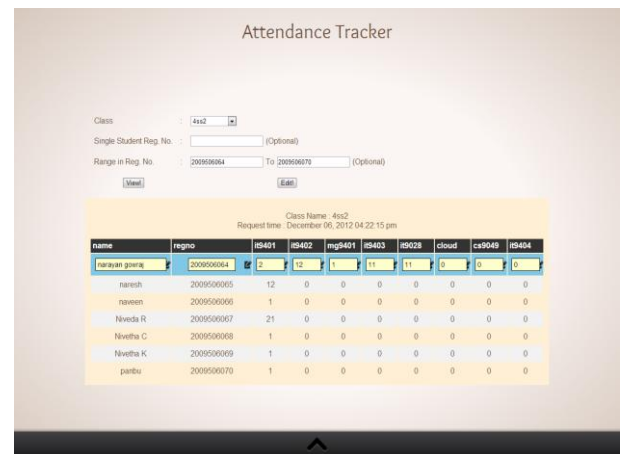 Attendance Tracker
Class : 4ss2
Single Student Reg. No. : (Optional)
Range in Reg. No. : 2009506064 To 2009506070 (Optional)
View! Edit!
Class Name : 4ss2
Request time : December 06, 2012 04:22:15 pm
name regno it9401 it9402 mg9401 it9403 it9028 cloud cs9049 it9404
narayan gowraj 2009506064 2 12 1 11 11 0 0 0
naresh 2009506065 12 0 0 0 0 0 0 0
naveen 2009506066 1 0 0 0 0 0 0 0
Niveda R 2009506067 21 0 0 0 0 0 0 0
Nivetha C 2009506068 1 0 0 0 0 0 0 0
Nivetha K 2009506069 1 0 0 0 0 0 0 0
panbu 2009506070 1 0 0 0 0 0 0 0